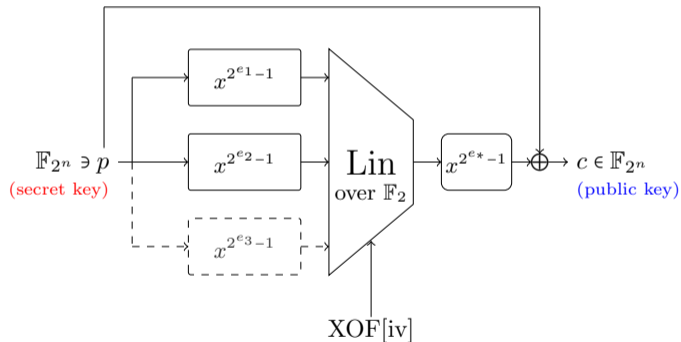 x^{2^{e_1}-1}
𝔽_{2^n} ∋ p
(secret key)
x^{2^{e_2}-1}
Lin
over 𝔽_2
x^{2^{e_*}-1}
c ∈ 𝔽_{2^n}
(public key)
x^{2^{e_3}-1}
XOF[iv]